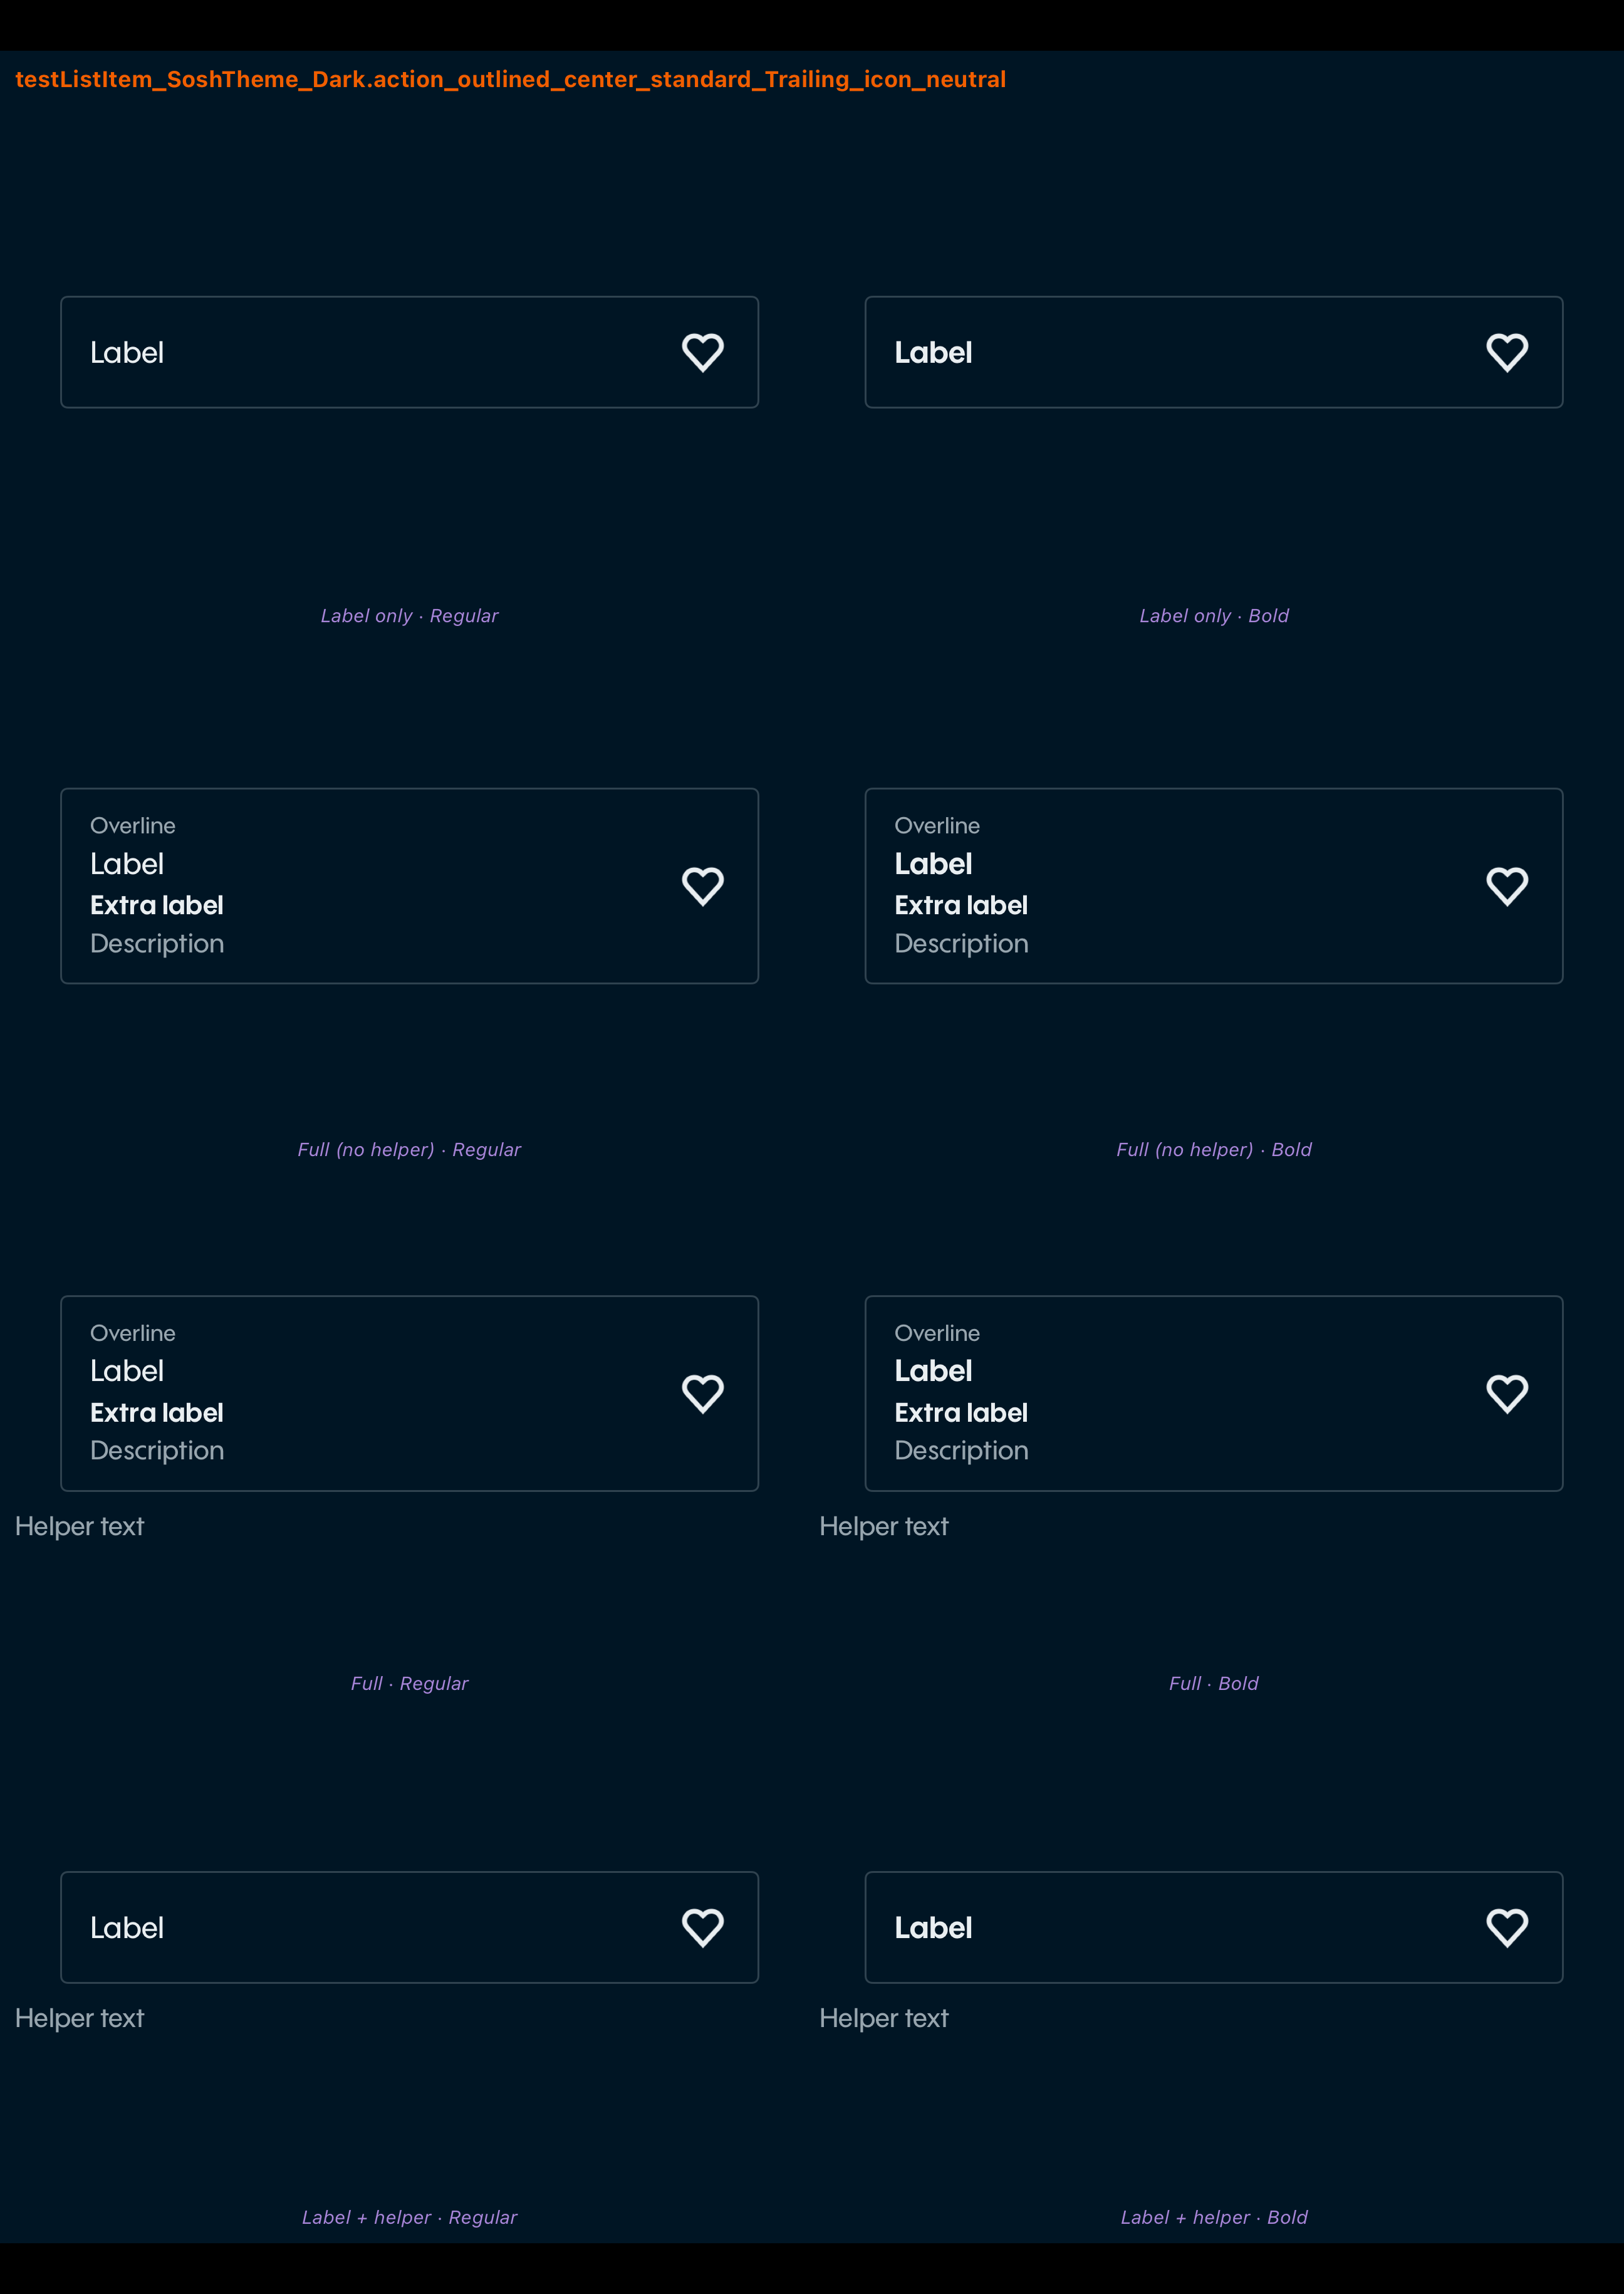 testListItem_SoshTheme_Dark.action_outlined_center_standard_Trailing_icon_neutral
Label
Label
Label only · Regular
Label only · Bold
Overline
Label
Extra label
Description
Overline
Label
Extra label
Description
Full (no helper) · Regular
Full (no helper) · Bold
Overline
Label
Extra label
Description
Helper text
Overline
Label
Extra label
Description
Helper text
Full · Regular
Full · Bold
Label
Helper text
Label
Helper text
Label + helper · Regular
Label + helper · Bold